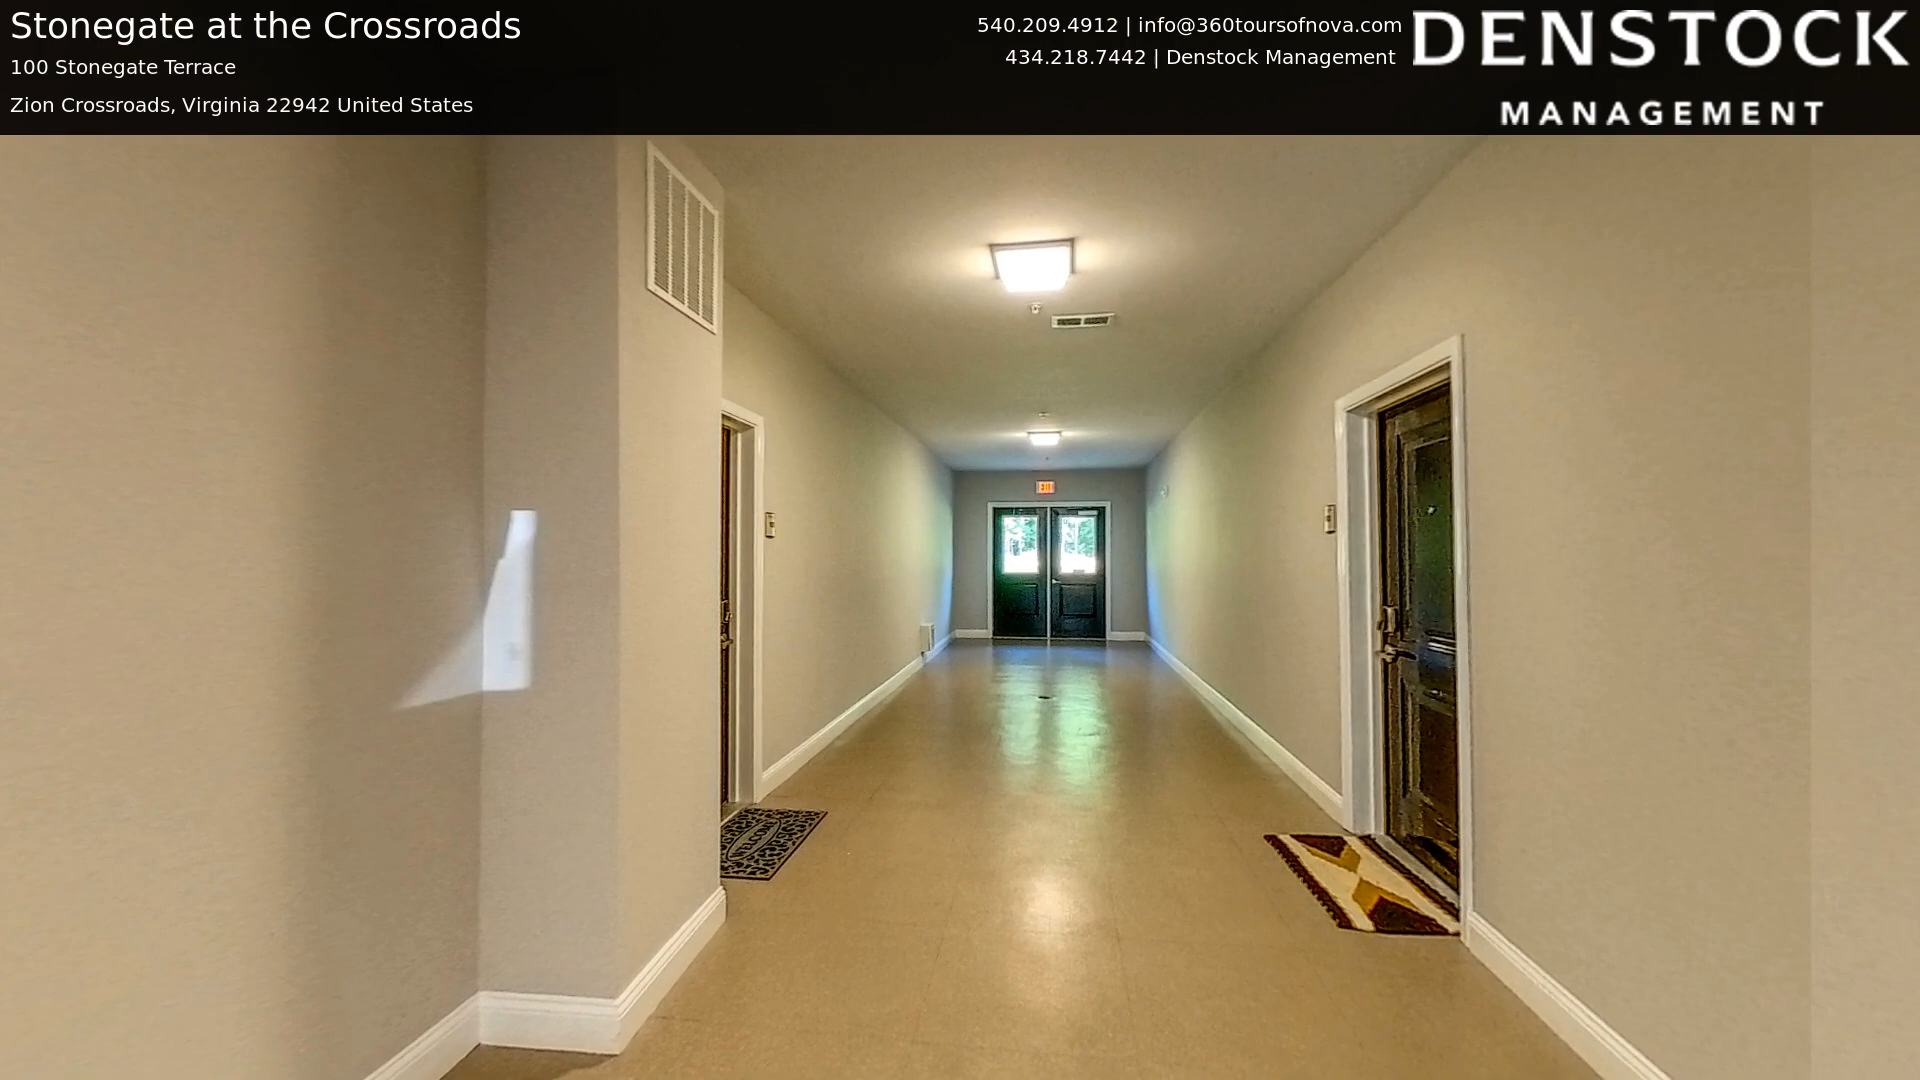 Stonegate at the Crossroads
100 Stonegate Terrace
Zion Crossroads, Virginia 22942 United States
540.209.4912 | info@360toursofnova.com
434.218.7442 | Denstock Management
DENSTOCK
MANAGEMENT
WELCOME